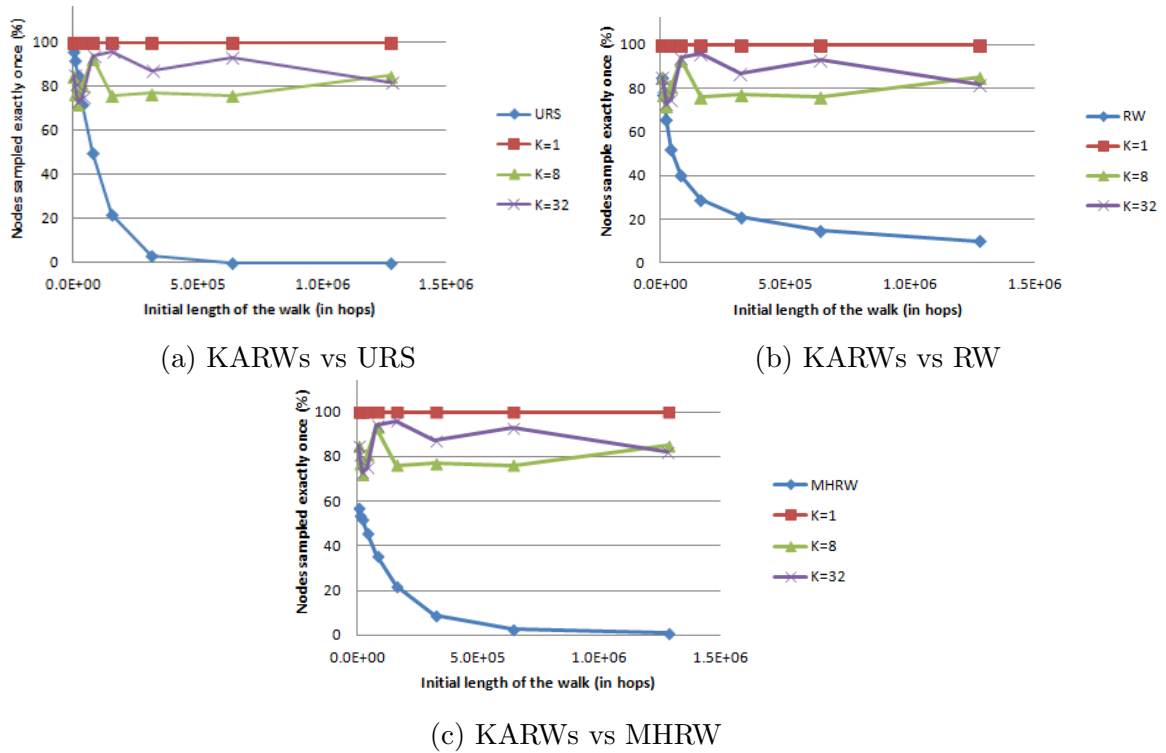 Nodes sampled exactly once (%)
100
80
60
40
20
0
0.0E+00 5.0E+05 1.0E+06 1.5E+06
Initial length of the walk (in hops)
URS
K=1
K=8
K=32
(a) KARWs vs URS
Nodes sample exactly once (%)
100
80
60
40
20
0
0.0E+00 5.0E+05 1.0E+06 1.5E+06
Initial length of the walk (in hops)
RW
K=1
K=8
K=32
(b) KARWs vs RW
Nodes sampled exactly once (%)
100
80
60
40
20
0
0.0E+00 5.0E+05 1.0E+06 1.5E+06
Initial length of the walk (in hops)
MHRW
K=1
K=8
K=32
(c) KARWs vs MHRW